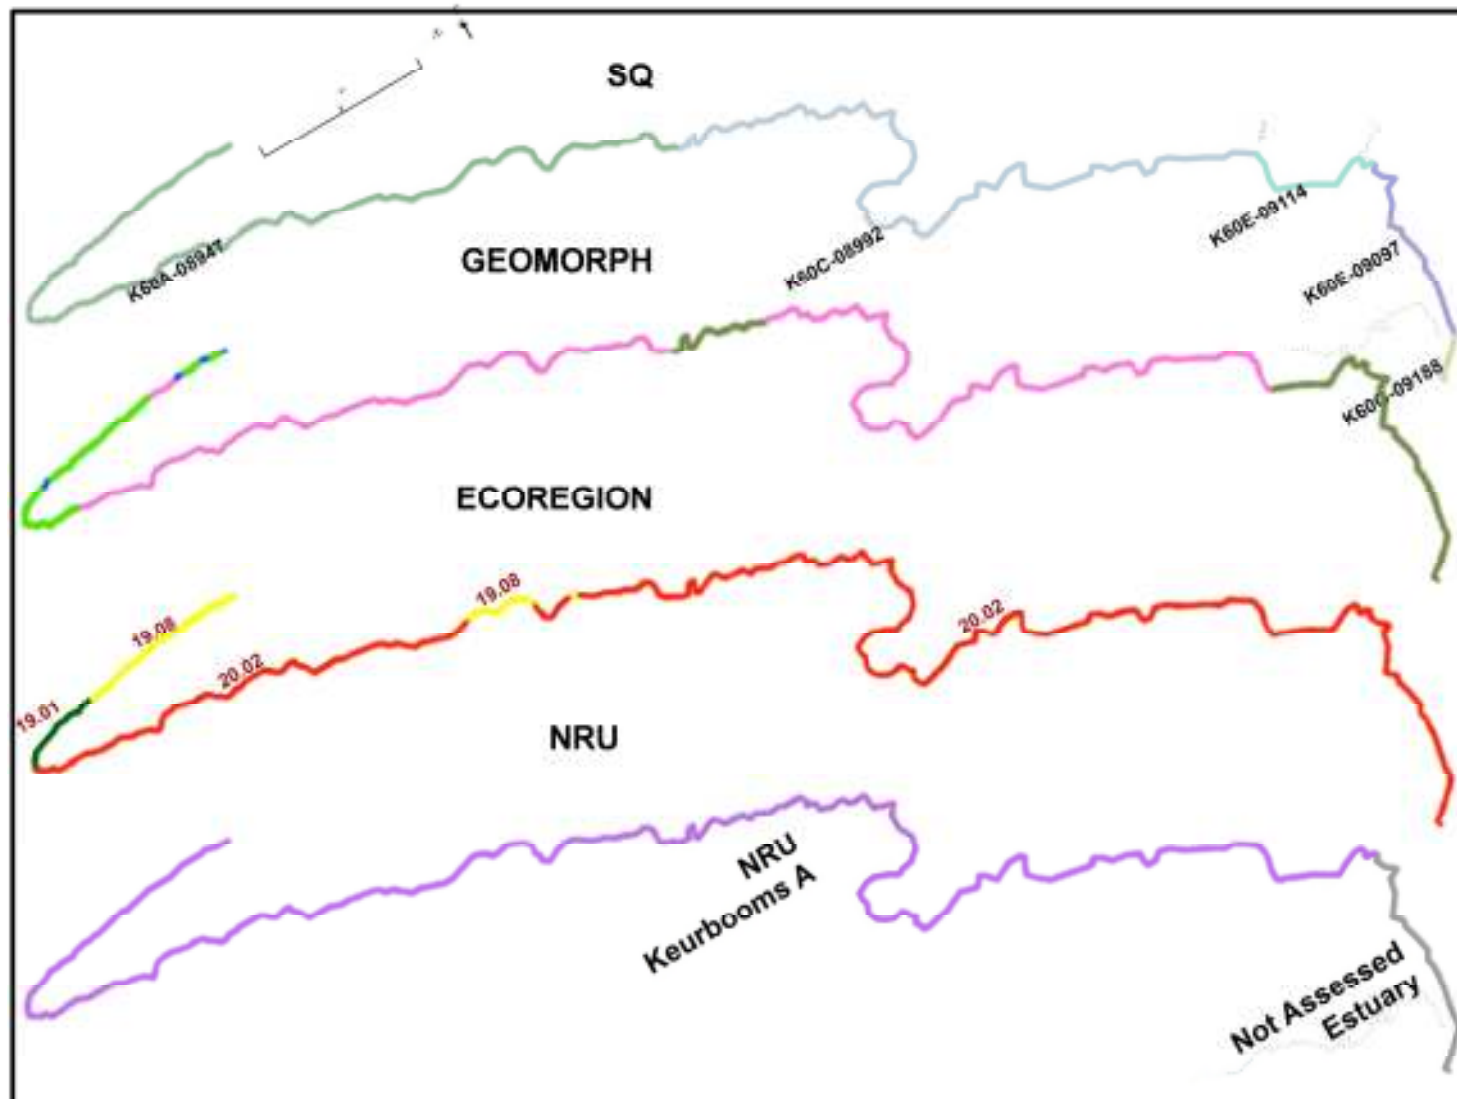 SQ
K60A-08947
K60C-08992
K60E-09114
K60E-09097
K60G-09188
GEOMORPH
ECOREGION
19.01
19.08
20.02
19.08
20.02
NRU
NRU
Keurbooms A
Not Assessed
Estuary